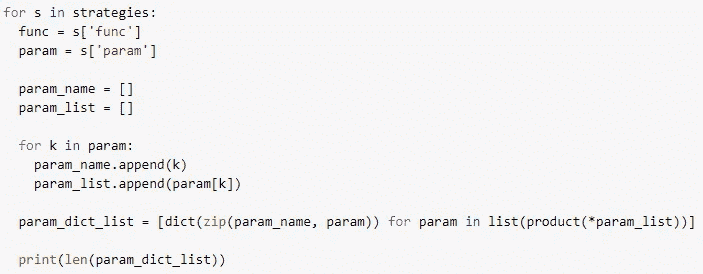 for s in strategies:
  func = s['func']
  param = s['param']

  param_name = []
  param_list = []

  for k in param:
    param_name.append(k)
    param_list.append(param[k])

  param_dict_list = [dict(zip(param_name, param)) for param in list(product(*param_list))]

  print(len(param_dict_list))